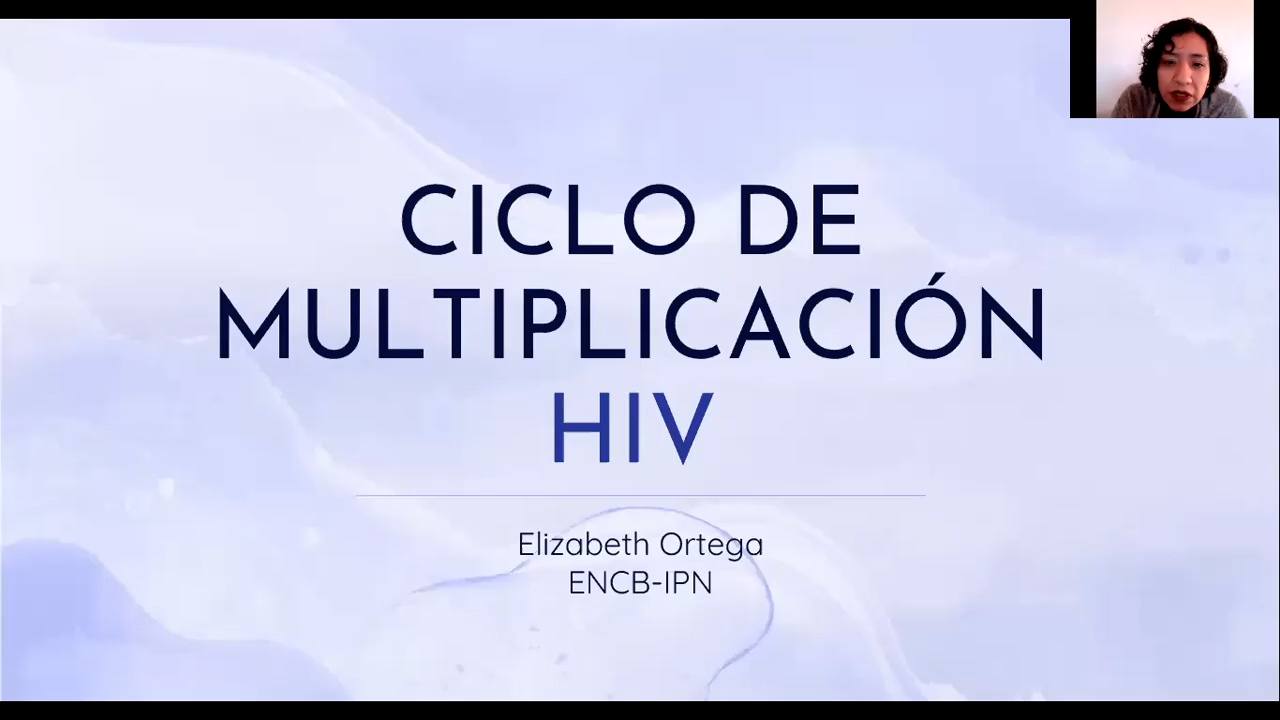 CICLO DE
MULTIPLICACIÓN
HIV
Elizabeth Ortega
ENCB-IPN